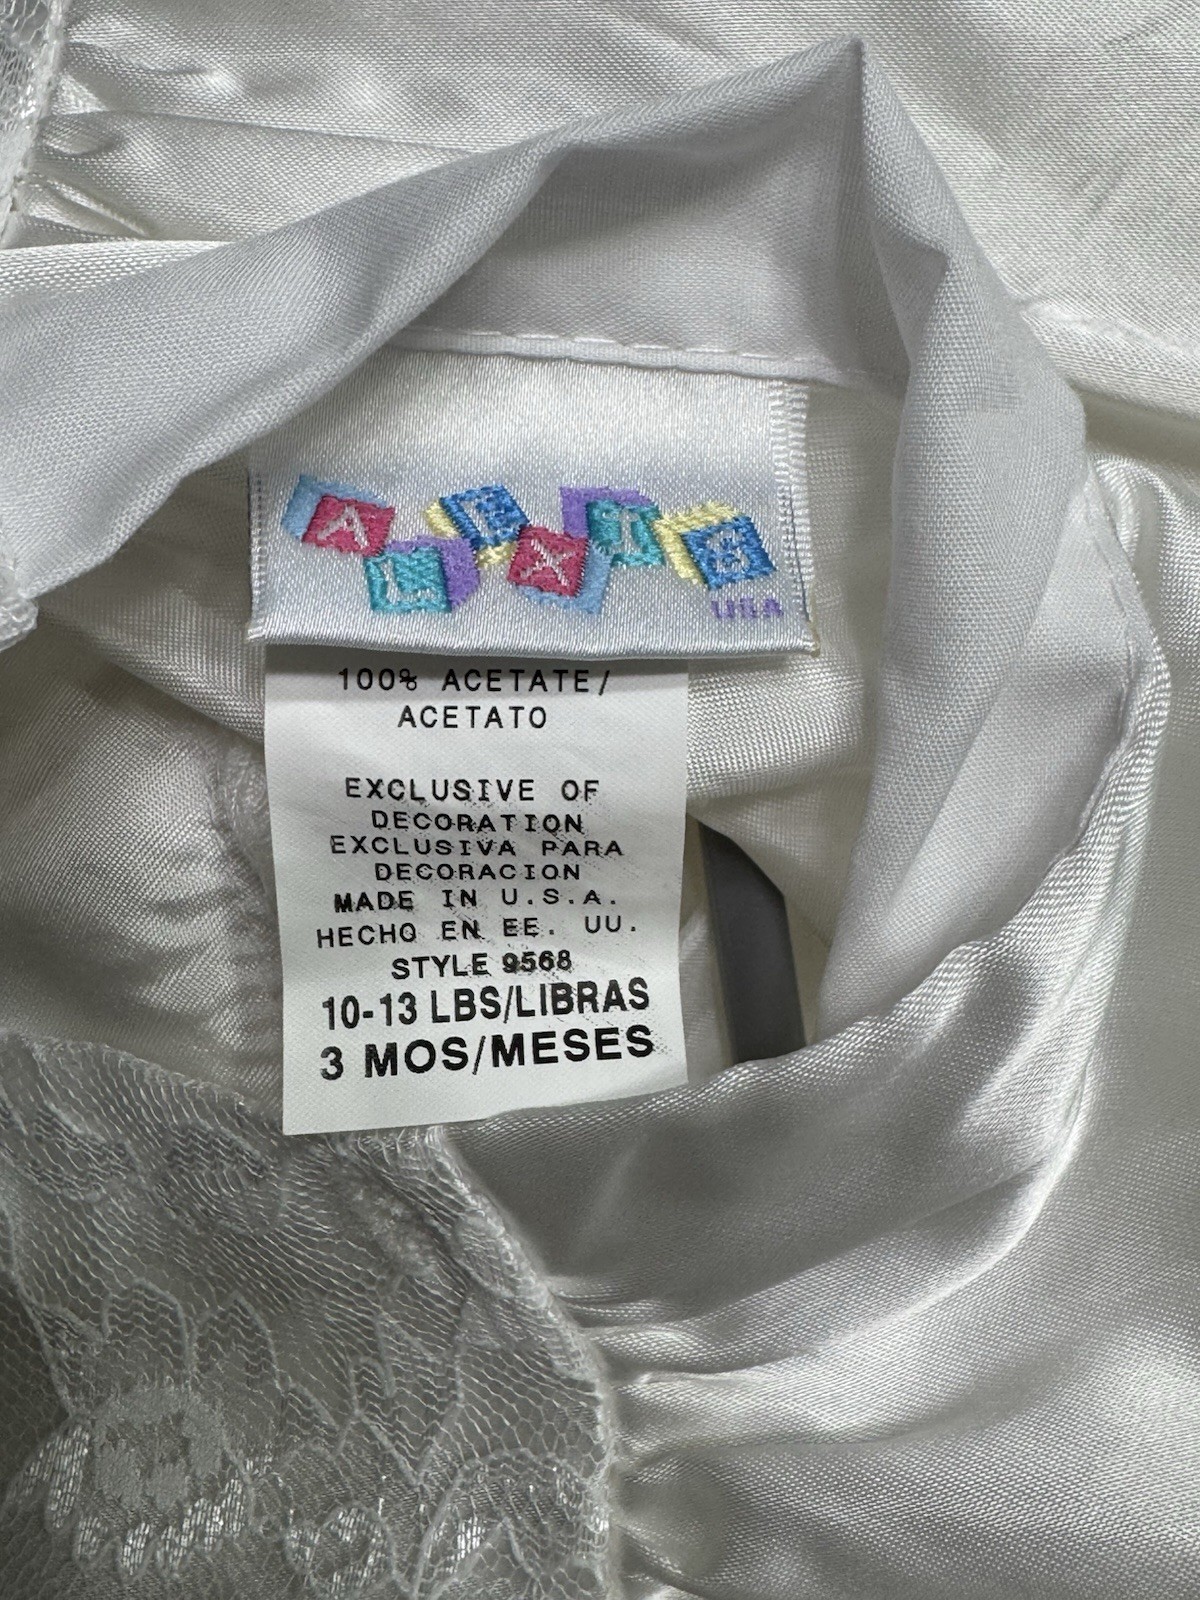 ALEXIS
USA
100% ACETATE/
ACETATO
EXCLUSIVE OF
DECORATION
EXCLUSIVA PARA
DECORACION
MADE IN U.S.A.
HECHO EN EE. UU.
STYLE 9568
10-13 LBS/LIBRAS
3 MOS/MESES